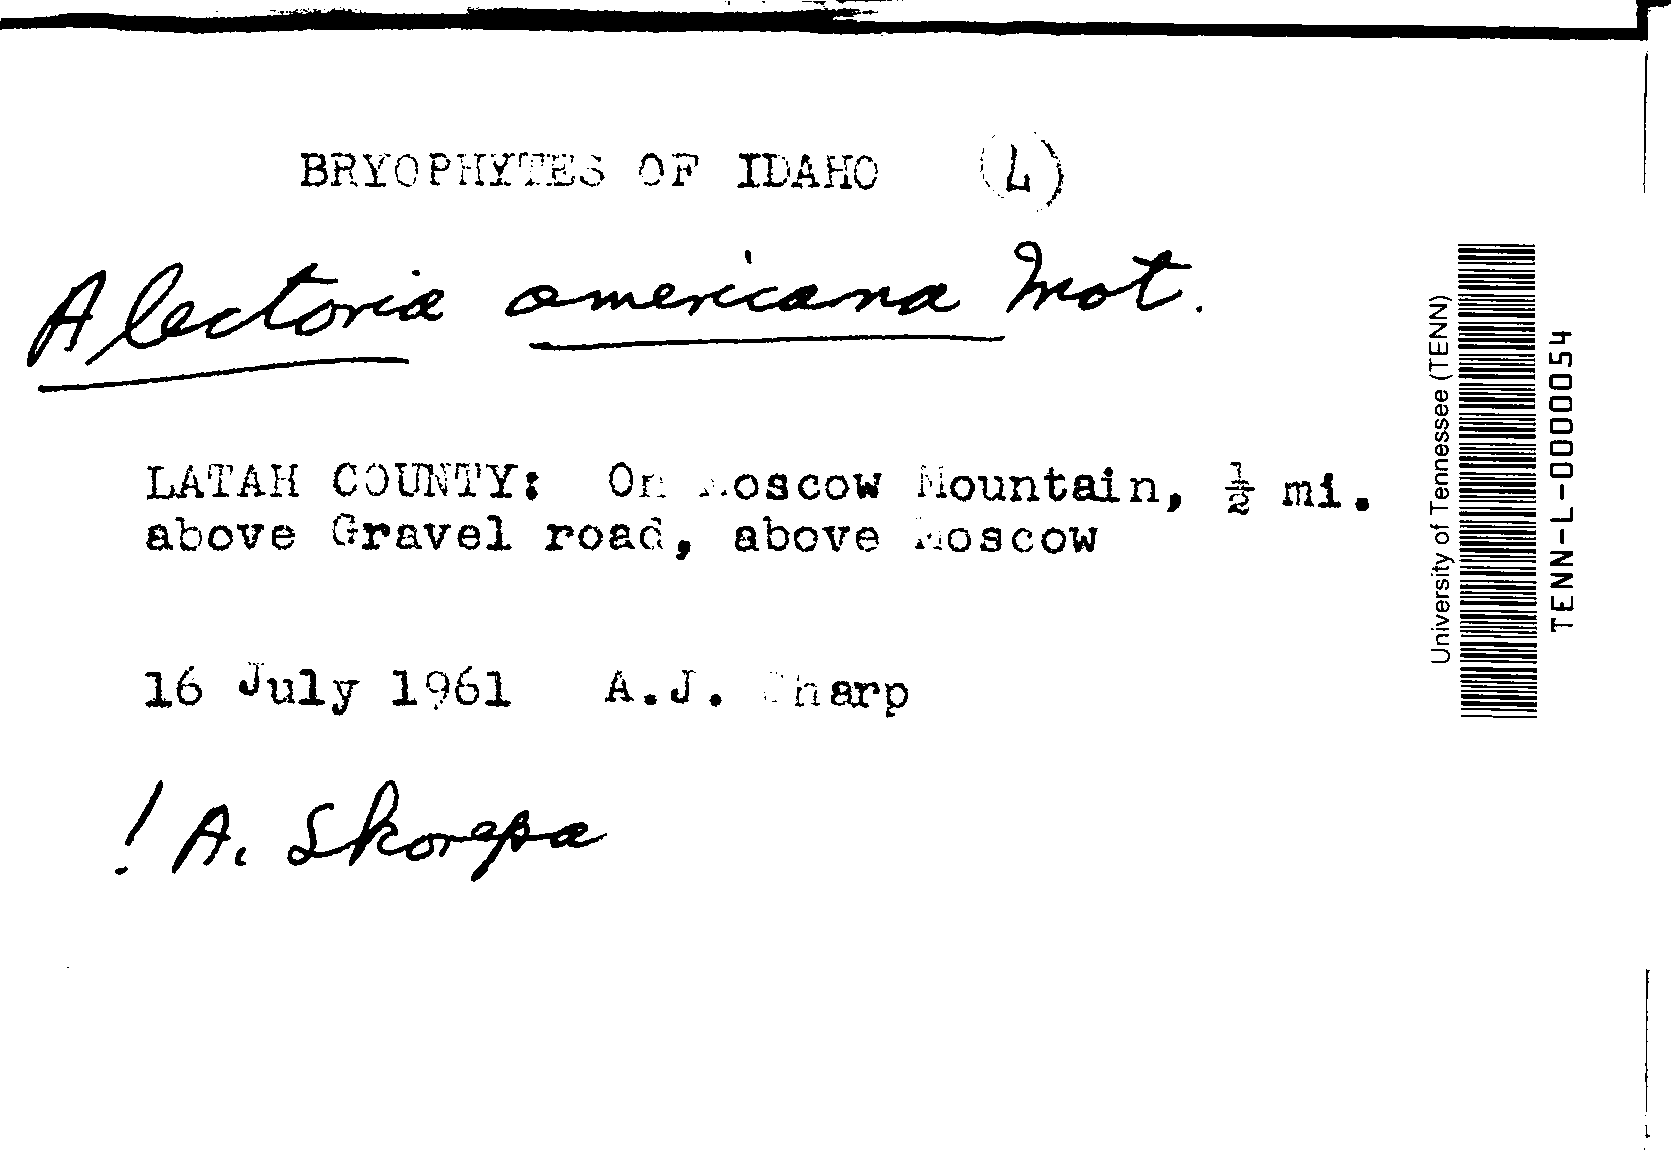 BRYOPHYTES OF IDAHO (L)
Alectoria americana Mot.
LATAH COUNTY: On Moscow Mountain, ½ mi.
above Gravel road, above Moscow
16 July 1961 A.J. Sharp
! A. Skorepa
University of Tennessee (TENN)
TENN-L-0000054